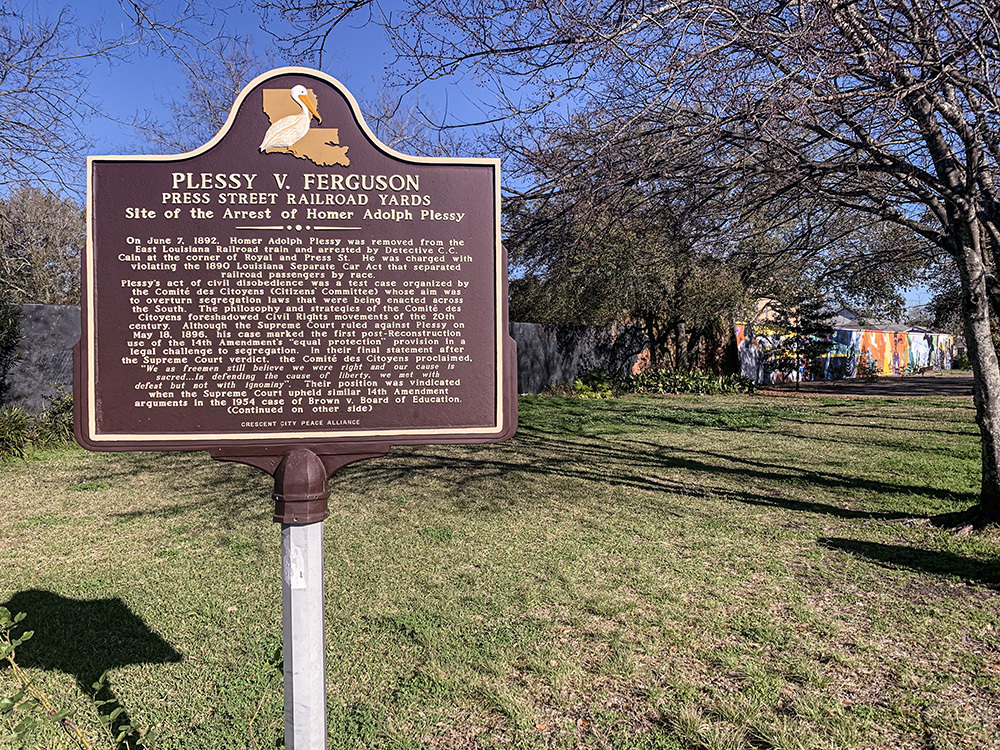 PLESSY V. FERGUSON
PRESS STREET RAILROAD YARDS
Site of the Arrest of Homer Adolph Plessy
On June 7, 1892, Homer Adolph Plessy was removed from the
East Louisiana Railroad train and arrested by Detective C.C.
Cain at the corner of Royal and Press St. He was charged with
violating the 1890 Louisiana Separate Car Act that separated
railroad passengers by race.
Plessy's act of civil disobedience was a test case organized by
the Comité des Citoyens (Citizens' Committee) whose aim was
to overturn segregation laws that were being enacted across
the South. The philosophy and strategies of the Comité des
Citoyens foreshadowed Civil Rights movements of the 20th
century. Although the Supreme Court ruled against Plessy on
May 18, 1896, his case marked the first post-Reconstruction
use of the 14th Amendment's "equal protection" provision in a
legal challenge to segregation. In their final statement after
the Supreme Court verdict, the Comité des Citoyens proclaimed,
"We as freemen still believe we were right and our cause is
sacred...In defending the cause of liberty, we met with
defeat but not with ignominy". Their position was vindicated
when the Supreme Court upheld similar 14th Amendment
arguments in the 1954 case of Brown v. Board of Education.
(Continued on other side)
CRESCENT CITY PEACE ALLIANCE